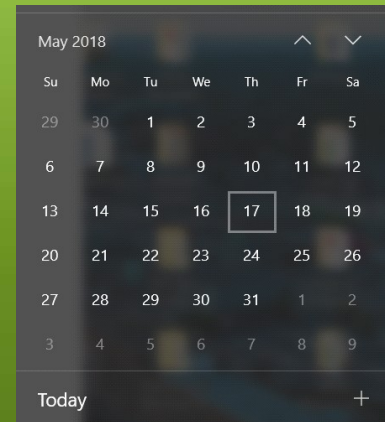 May 2018
Su Mo Tu We Th Fr Sa
29 30 1 2 3 4 5
6 7 8 9 10 11 12
13 14 15 16 17 18 19
20 21 22 23 24 25 26
27 28 29 30 31 1 2
3 4 5 6 7 8 9
Today +